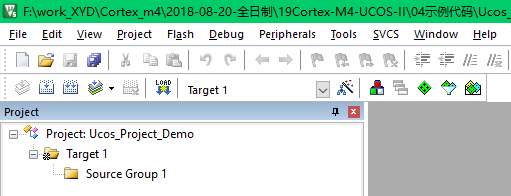 F:\work_XYD\Cortex_m4\2018-08-20-全日制\19Cortex-M4-UCOS-II\04示例代码\Ucos_
File Edit View Project Flash Debug Peripherals Tools SVCS Window Help
LOAD Target 1
Project
Project: Ucos_Project_Demo
Target 1
Source Group 1